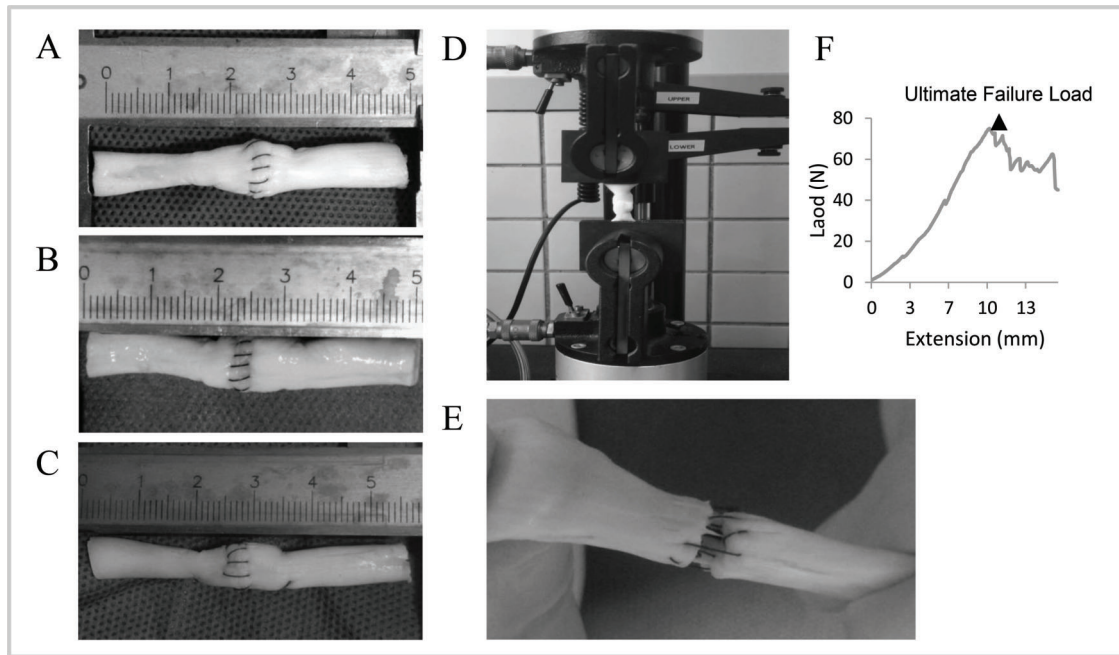 A
0 1 2 3 4 5
B
0 1 2 3 4 5
C
0 1 2 3 4 5
D
UPPER
LOWER
E
F
Ultimate Failure Load
80
60
40
20
0
Laod (N)
0 3 7 10 13
Extension (mm)